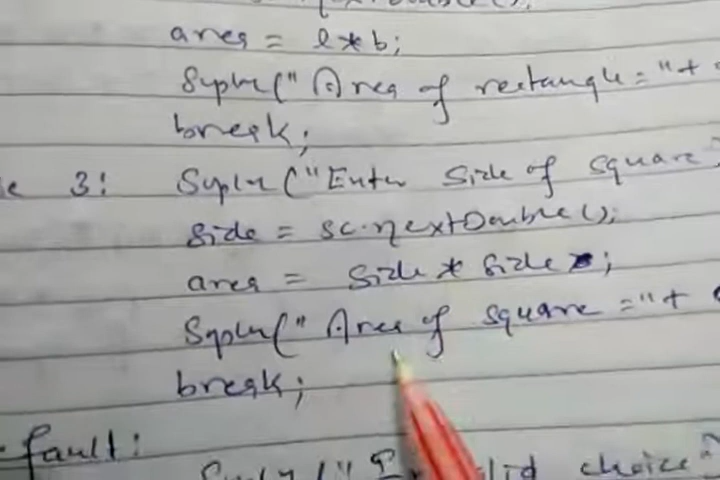 area = l*b;
Sopln(" Area of rectangle="+
break;
3: Sopln("Enter side of square"
side = sc.nextDouble();
area = side * side ;
Sopln(" Area of square ="+
break;
fault:
choice"